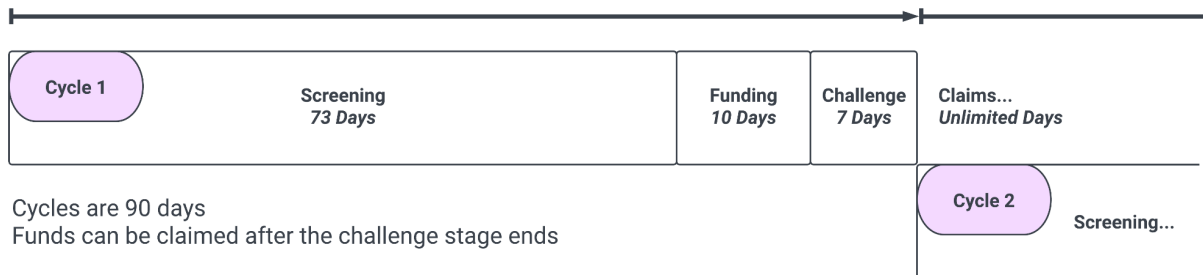 Cycle 1
Screening
73 Days
Funding
10 Days
Challenge
7 Days
Claims...
Unlimited Days
Cycles are 90 days
Funds can be claimed after the challenge stage ends
Cycle 2
Screening...